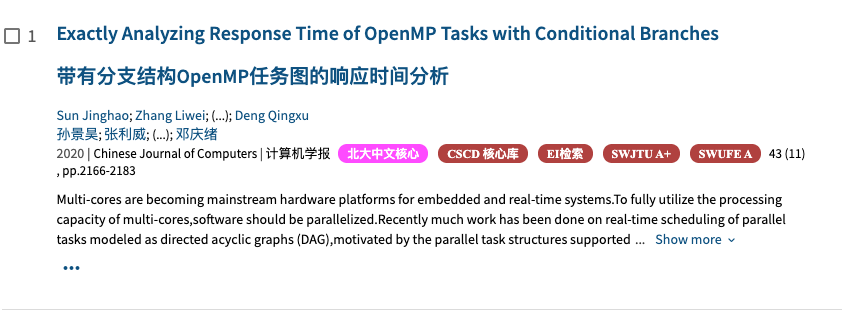 1 Exactly Analyzing Response Time of OpenMP Tasks with Conditional Branches
带有分支结构OpenMP任务图的响应时间分析
Sun Jinghao; Zhang Liwei; (...); Deng Qingxu
孙景昊; 张利威; (...); 邓庆绪
2020 | Chinese Journal of Computers | 计算机学报 北大中文核心 CSCD 核心库 EI检索 SWJTU A+ SWUFE A 43 (11)
, pp.2166-2183
Multi-cores are becoming mainstream hardware platforms for embedded and real-time systems.To fully utilize the processing
capacity of multi-cores,software should be parallelized.Recently much work has been done on real-time scheduling of parallel
tasks modeled as directed acyclic graphs (DAG),motivated by the parallel task structures supported ... Show more
•••